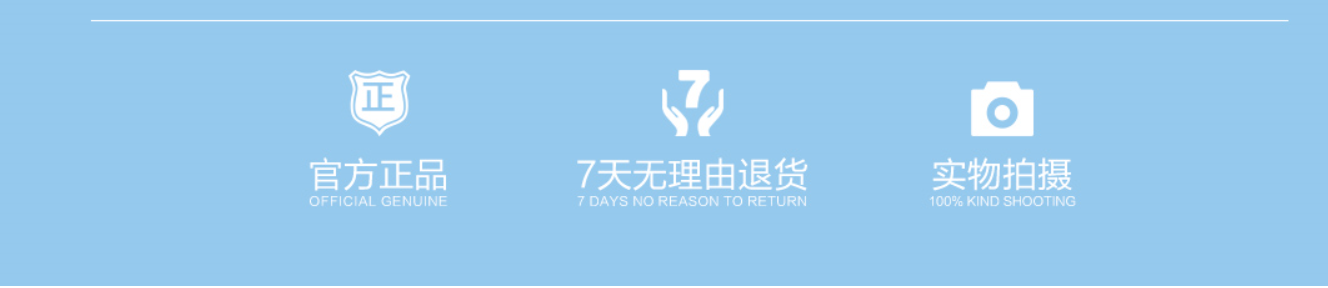 正
7
官方正品
OFFICIAL GENUINE
7天无理由退货
7 DAYS NO REASON TO RETURN
实物拍摄
100% KIND SHOOTING